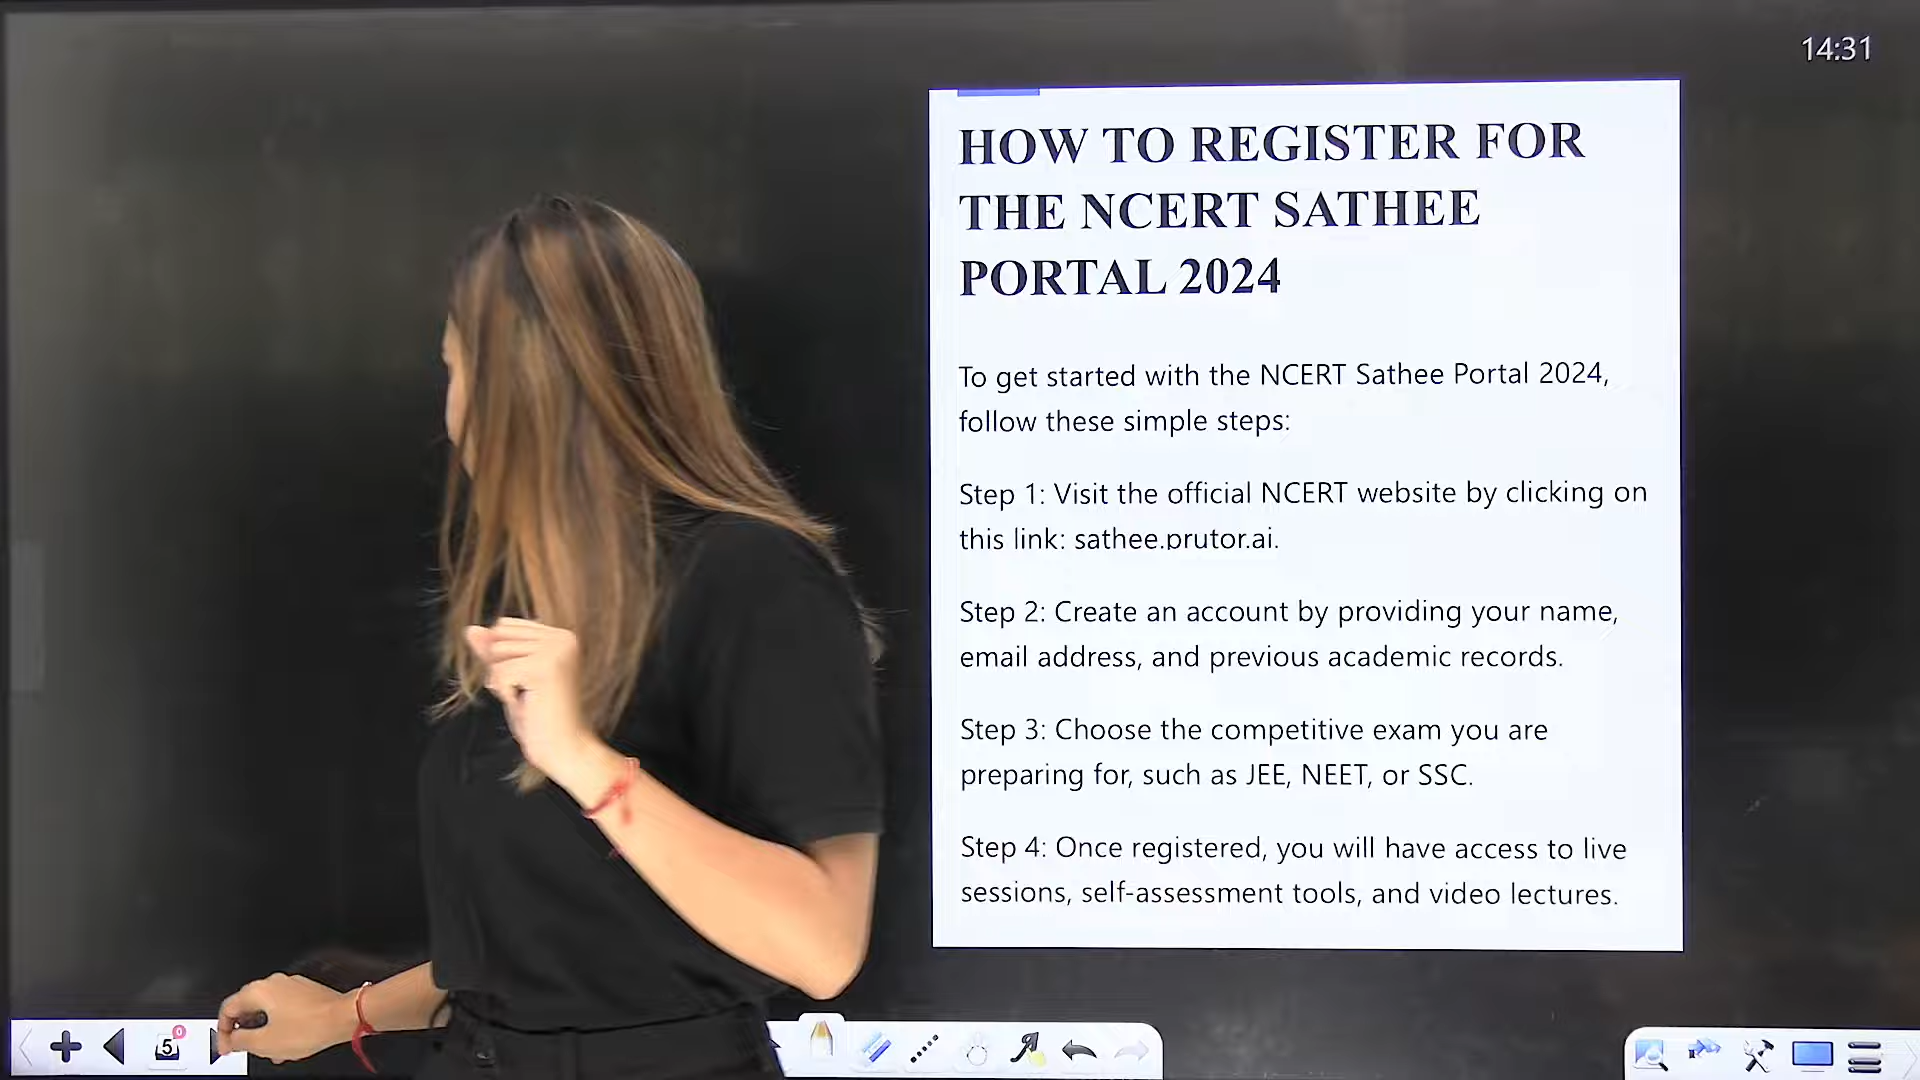 14:31
HOW TO REGISTER FOR
THE NCERT SATHEE
PORTAL 2024
To get started with the NCERT Sathee Portal 2024,
follow these simple steps:
Step 1: Visit the official NCERT website by clicking on
this link: sathee.prutor.ai.
Step 2: Create an account by providing your name,
email address, and previous academic records.
Step 3: Choose the competitive exam you are
preparing for, such as JEE, NEET, or SSC.
Step 4: Once registered, you will have access to live
sessions, self-assessment tools, and video lectures.
5
0